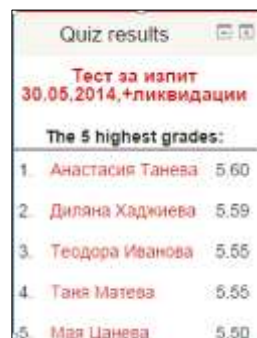 Quiz results
Тест за изпит
30,05,2014,+ликвидации
The 5 highest grades:
1. Анастасия Танева 5.60
2. Диляна Хаджиева 5.59
3. Теодора Иванова 5.55
4. Таня Матева 5.55
5. Мая Цанева 5.50